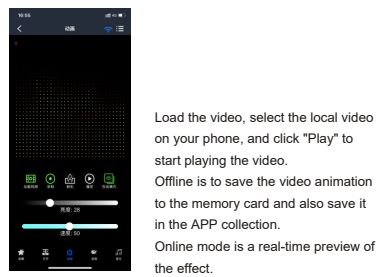 16:55
动画
亮度: 28
速度: 50
Load the video, select the local video
on your phone, and click "Play" to
start playing the video.
Offline is to save the video animation
to the memory card and also save it
in the APP collection.
Online mode is a real-time preview of
the effect.